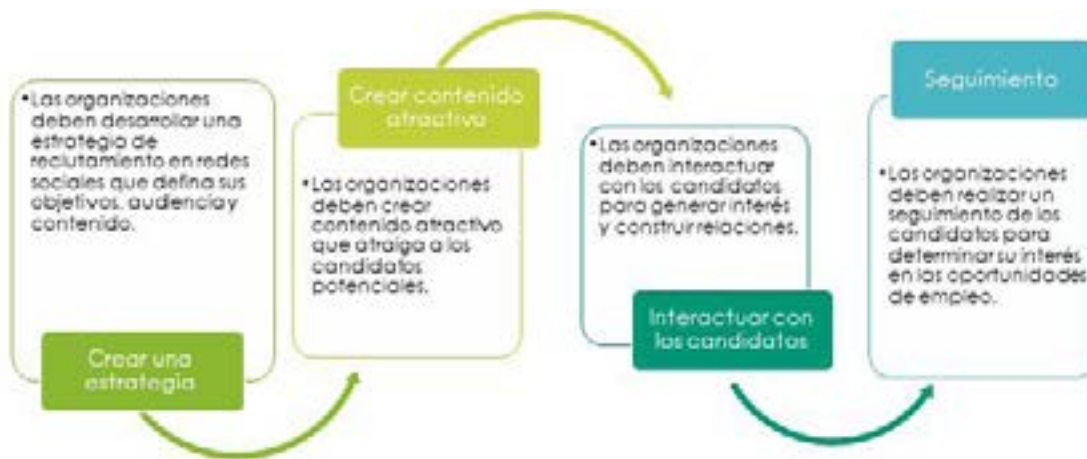 •Las organizaciones
deben desarrollar una
estrategia de
reclutamiento en redes
sociales que defina sus
objetivos, audiencia y
contenido.
Crear una
estrategia
Crear contenido
atractivo
•Las organizaciones
deben crear
contenido atractivo
que atraiga a los
candidatos
potenciales.
•Las organizaciones
deben interactuar
con los candidatos
para generar interés
y construir relaciones.
Interactuar con
los candidatos
Seguimiento
•Las organizaciones
deben realizar un
seguimiento de los
candidatos para
determinar su interés
en las oportunidades
de empleo.